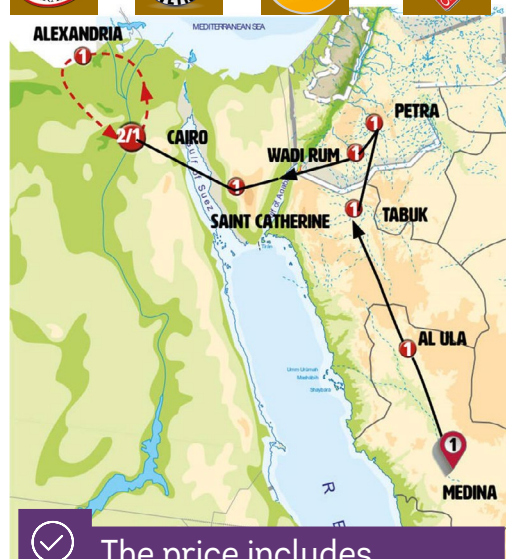 MEDITERRANEAN SEA
ALEXANDRIA
1
PETRA
1
2/1
CAIRO
WADI RUM
1
1
Gulf of Suez
SAINT CATHERINE
1
TABUK
1
AL ULA
1
MEDINA
R E
The price includes